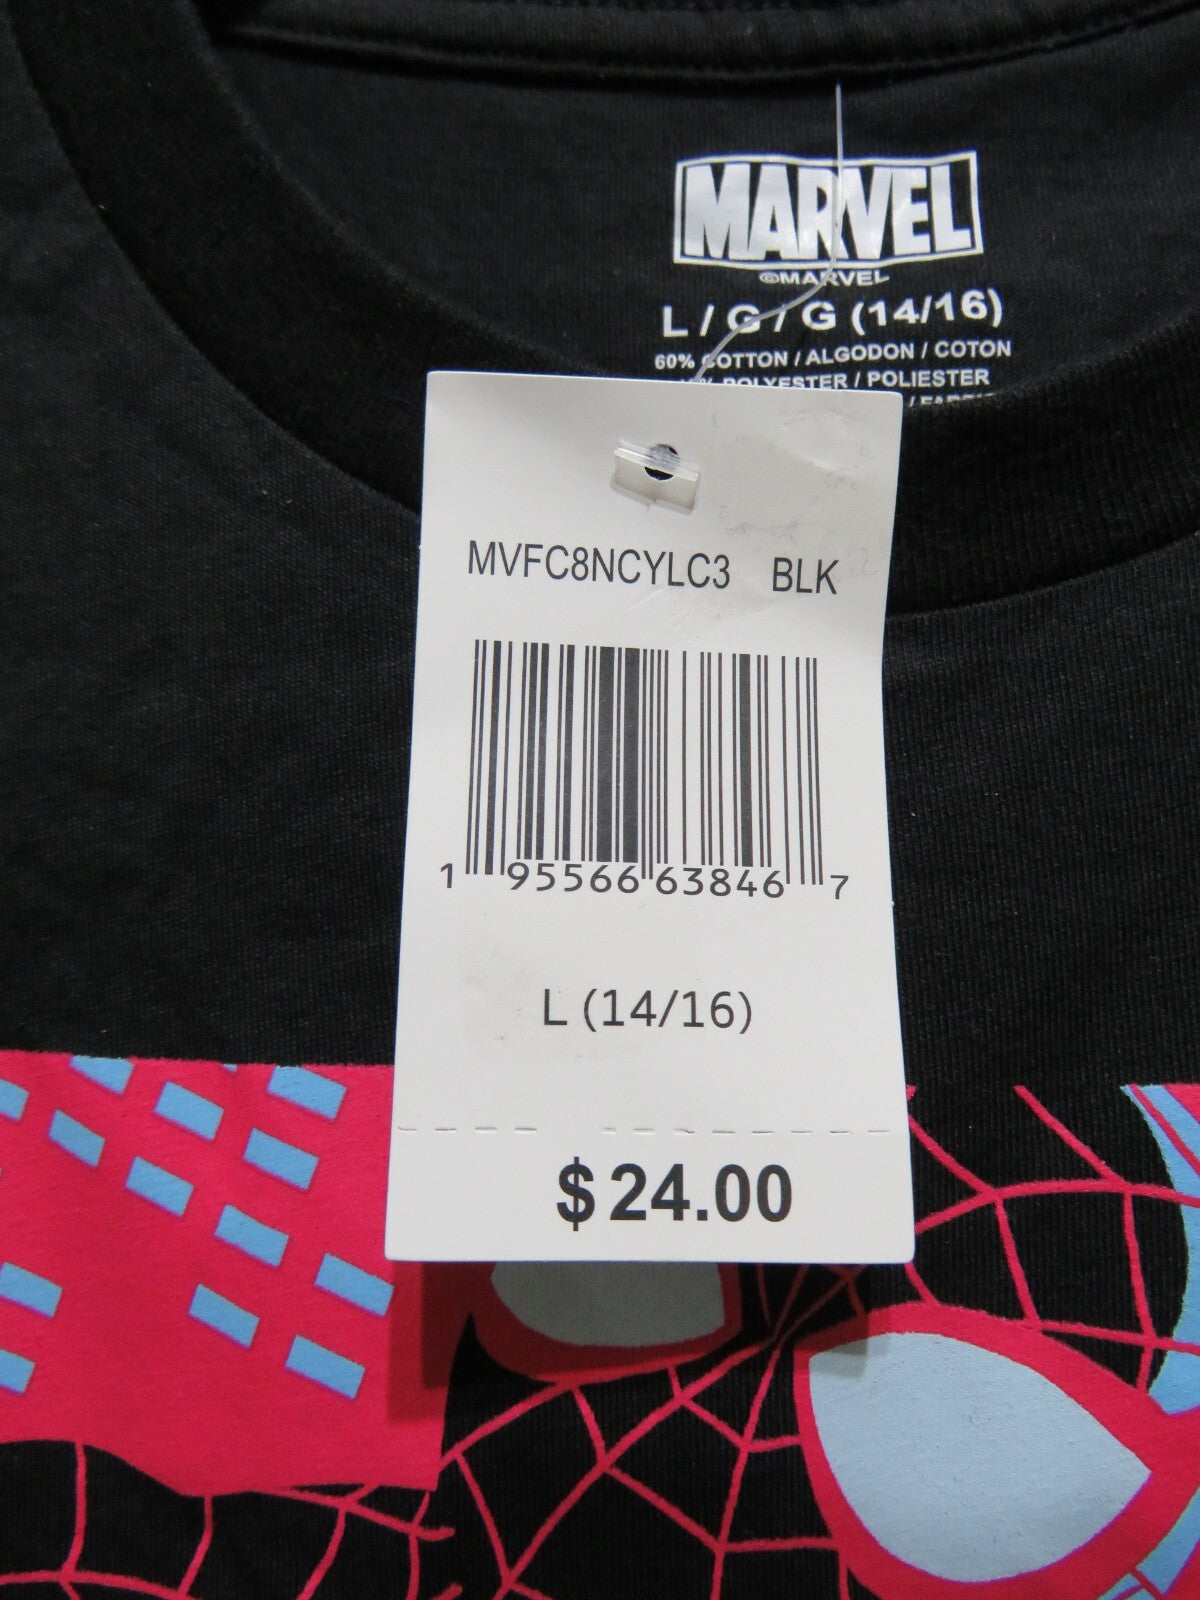 MARVEL
©MARVEL
L / G / G (14/16)
60% COTTON / ALGODON / COTON
POLYESTER / POLIESTER
MVFC8NCYLC3 BLK
1 95566 63846 7
L (14/16)
$24.00